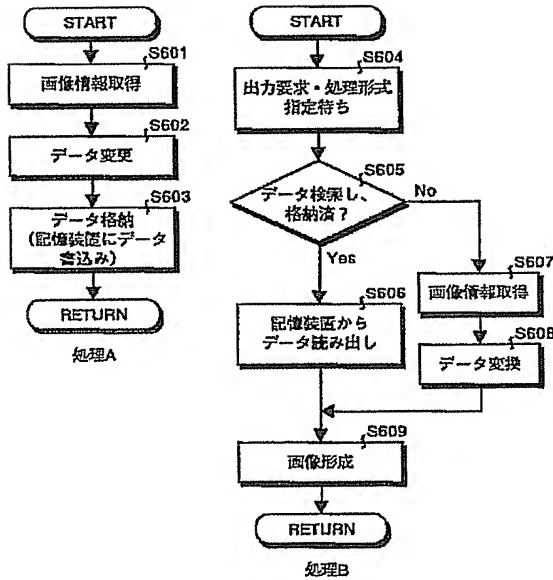 START
S601
画像情報取得
S602
データ変更
S603
データ格納
(記憶装置にデータ
書込み)
RETURN
処理A
START
S604
出力要求・処理形式
指定待ち
S605
データ検索し、
格納済?
No
Yes
S606
記憶装置から
データ読み出し
S607
画像情報取得
S608
データ変換
S609
画像形成
RETURN
処理B